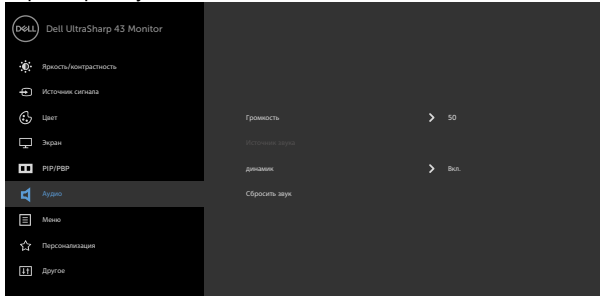 DELL
Dell UltraSharp 43 Monitor
Яркость/контрастность
Источник сигнала
Цвет
Громкость
50
Экран
Источник звука
PIP/PBP
динамик
Вкл.
Аудио
Сбросить звук
Меню
Персонализация
Другое